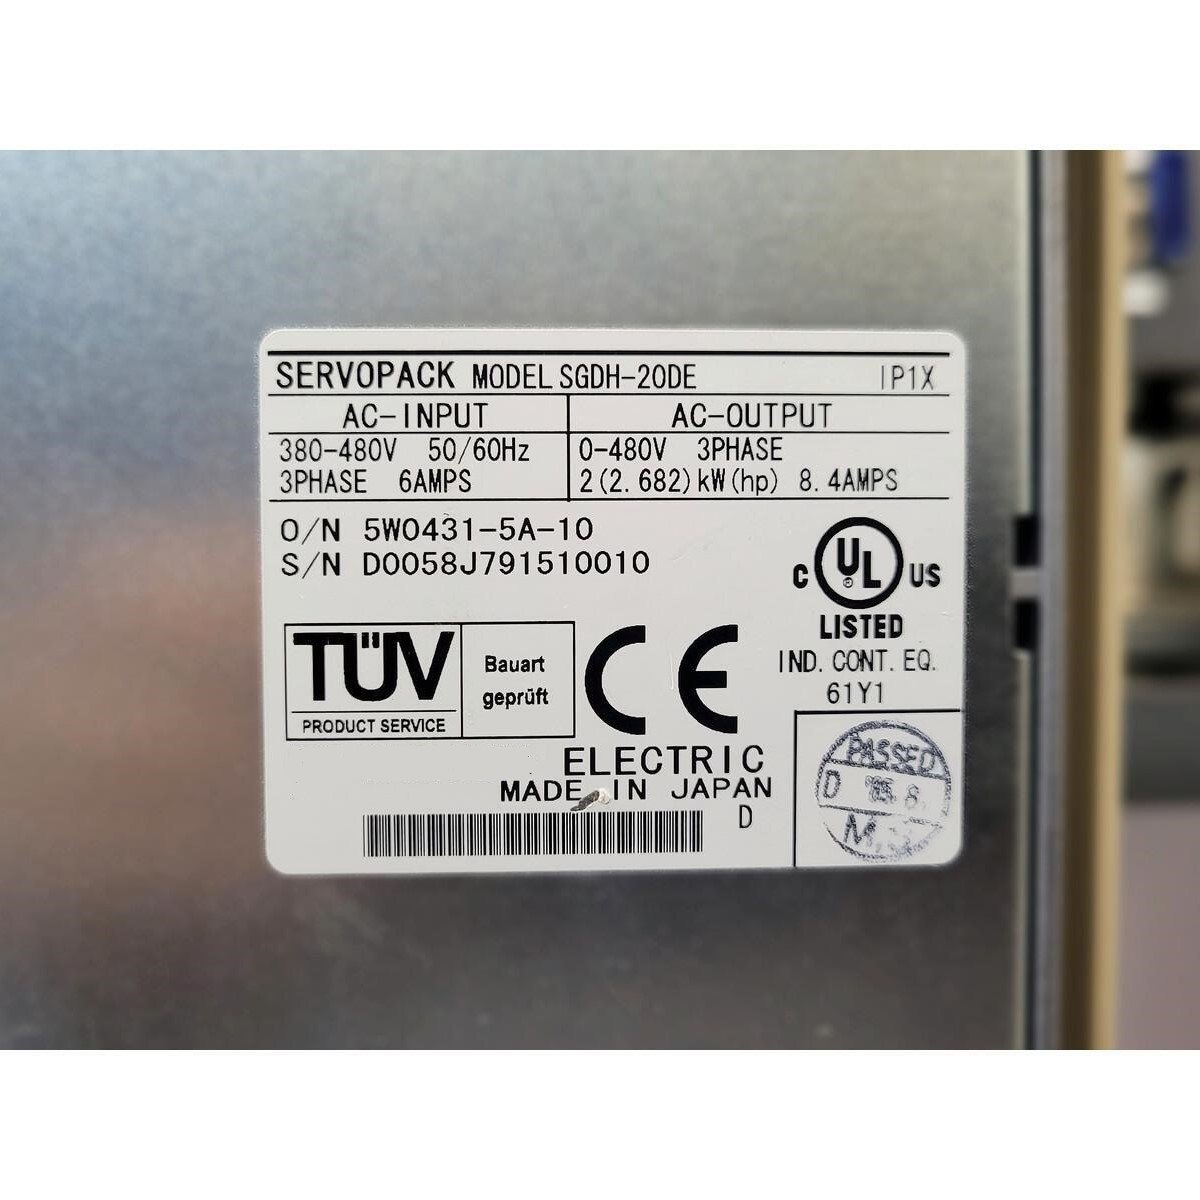 SERVOPACK MODEL SGDH-20DE IP1X
AC-INPUT AC-OUTPUT
380-480V 50/60Hz 0-480V 3PHASE
3PHASE 6AMPS 2(2.682)kW(hp) 8.4AMPS
O/N 5W0431-5A-10
S/N D0058J791510010
C UL ® US
LISTED
IND. CONT. EQ.
61Y1
TÜV
PRODUCT SERVICE
Bauart
geprüft
CE
ELECTRIC
MADE IN JAPAN
D
PASSED
D